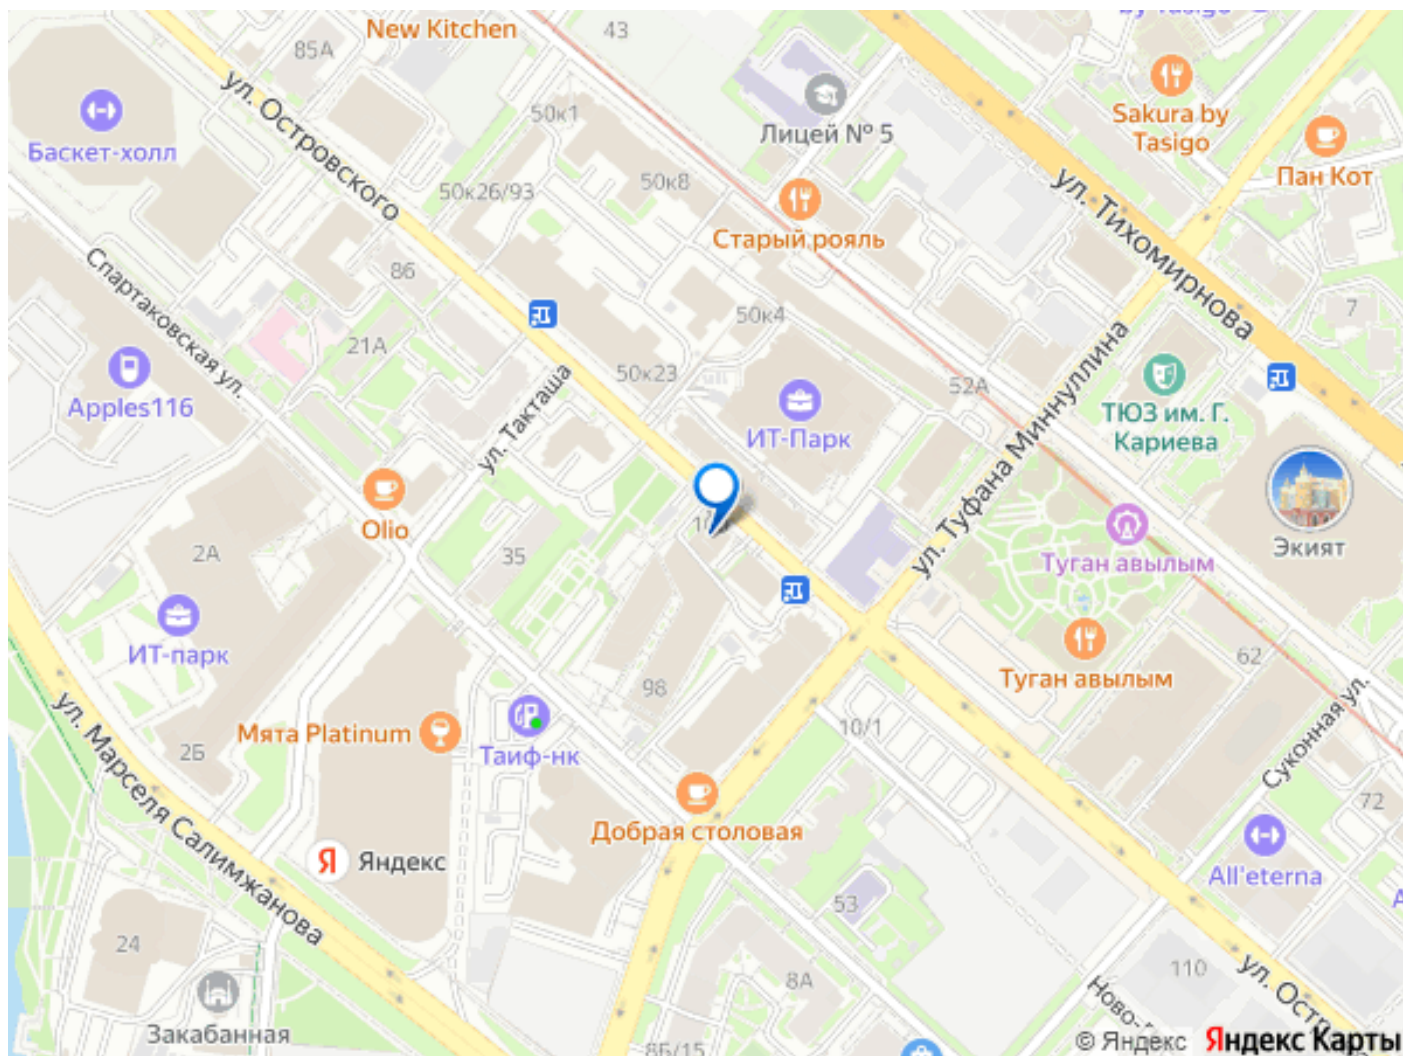 New Kitchen
43
85А
ул. Островского
Баскет-холл
50к1
Лицей № 5
Sakura by
Tasigo
Пан Кот
ул. Тихомирнова
50к26/93
50к8
Старый рояль
86
Спартаковская ул.
21А
50к4
7
Apples116
ул. Такташа
50к23
ИТ-Парк
52А
ул. Туфана Миннуллина
ТЮЗ им. Г.
Кариева
Olio
2А
35
Туган авылым
Экият
ИТ-парк
98
Туган авылым
62
ул. Марселя Салимжанова
2Б
Мята Platinum
Таиф-нк
10/1
Суконная ул.
Добрая столовая
72
Яндекс
All'eterna
53
24
8А
110
Закабанная
8Б/15
© Яндекс
Яндекс Карты